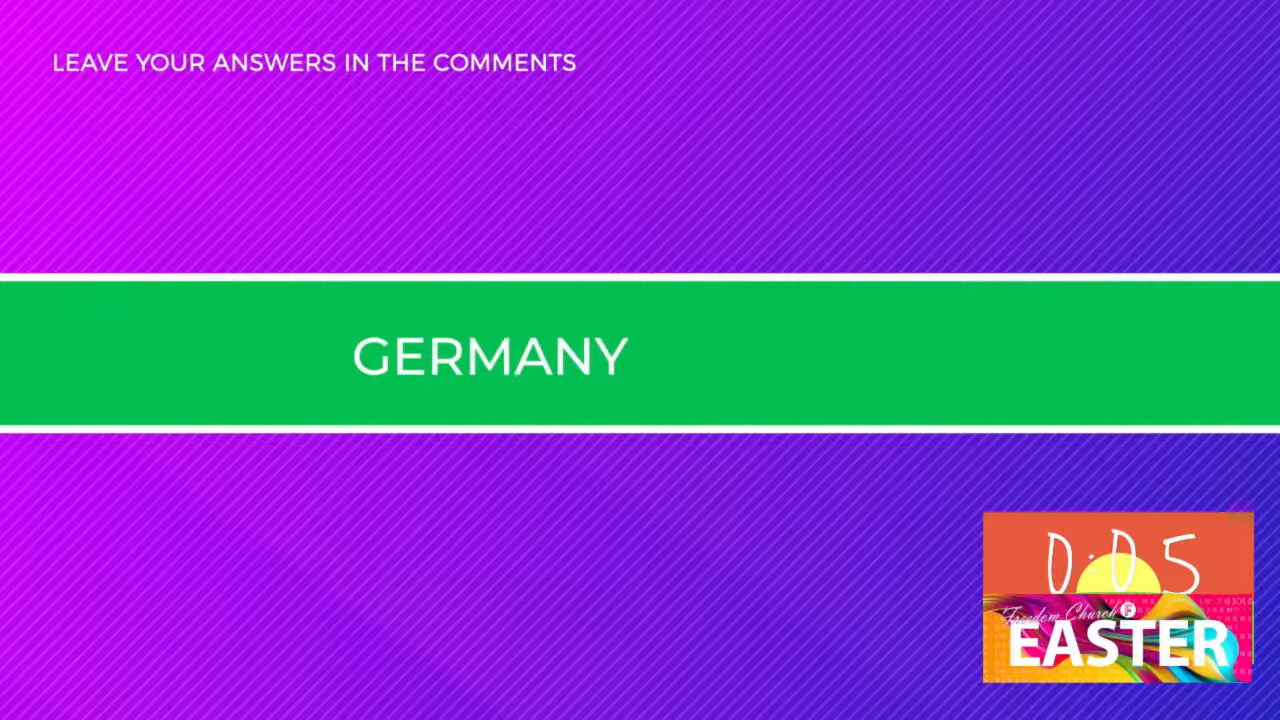 LEAVE YOUR ANSWERS IN THE COMMENTS
GERMANY
0:05
Freedom Church
EASTER